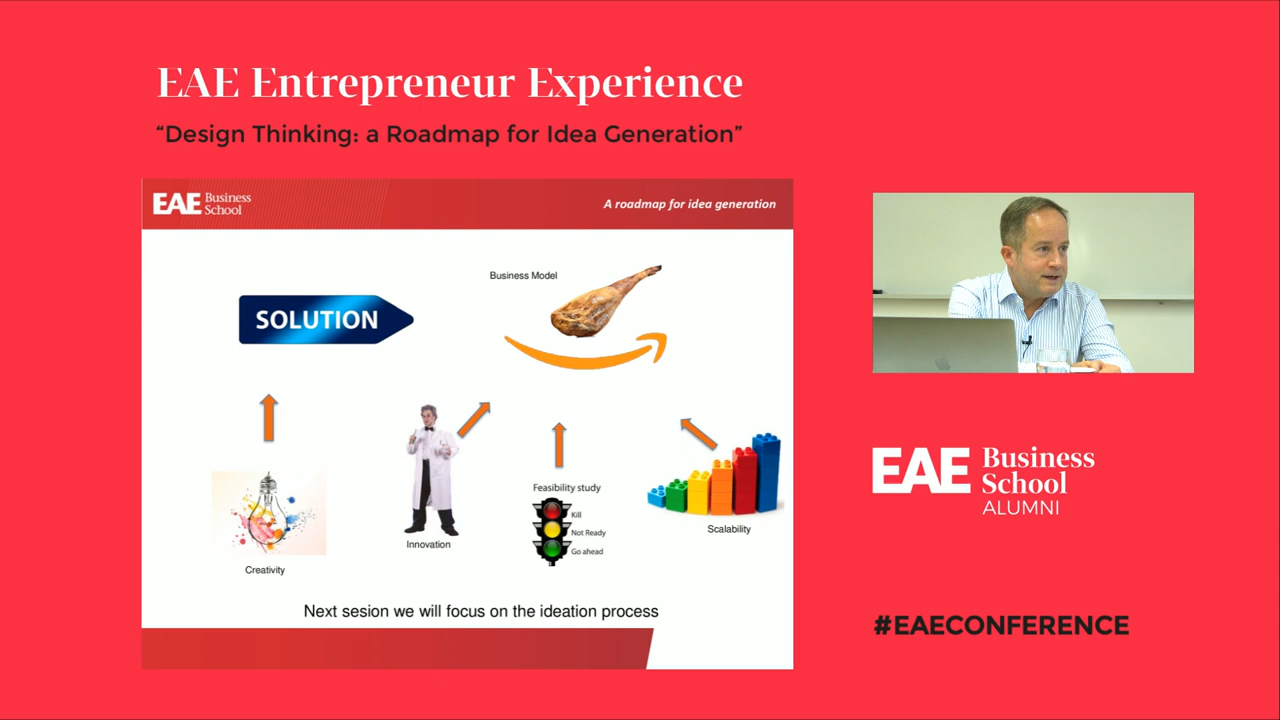 EAE Entrepreneur Experience
“Design Thinking: a Roadmap for Idea Generation”
EAE Business
School
A roadmap for idea generation
Business Model
SOLUTION
Feasibility study
Kill
Not Ready
Go ahead
Innovation
Scalability
Creativity
Next sesion we will focus on the ideation process
EAE Business
School
ALUMNI
#EAECONFERENCE